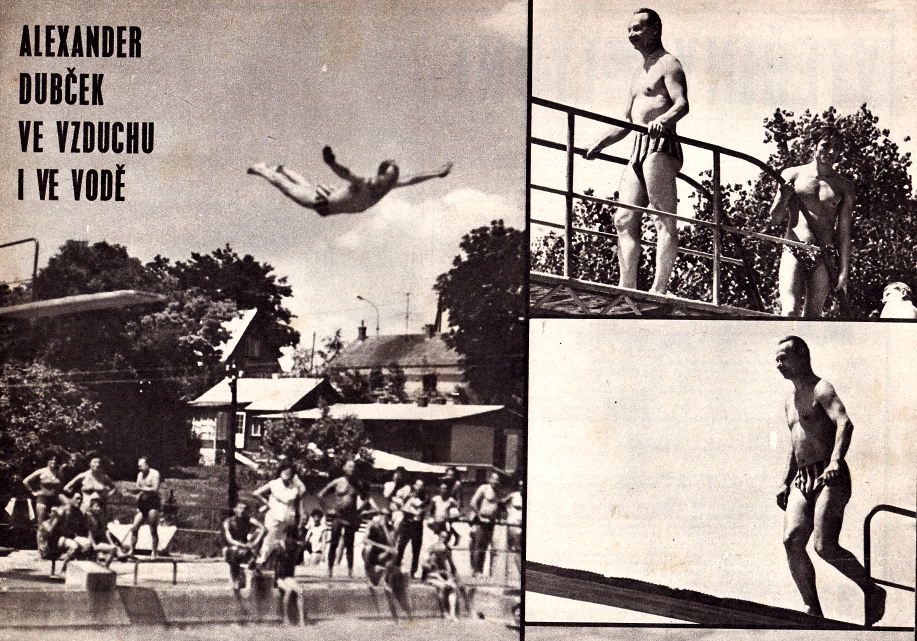 ALEXANDER
DUBČEK
VE VZDUCHU
I VE VODĚ